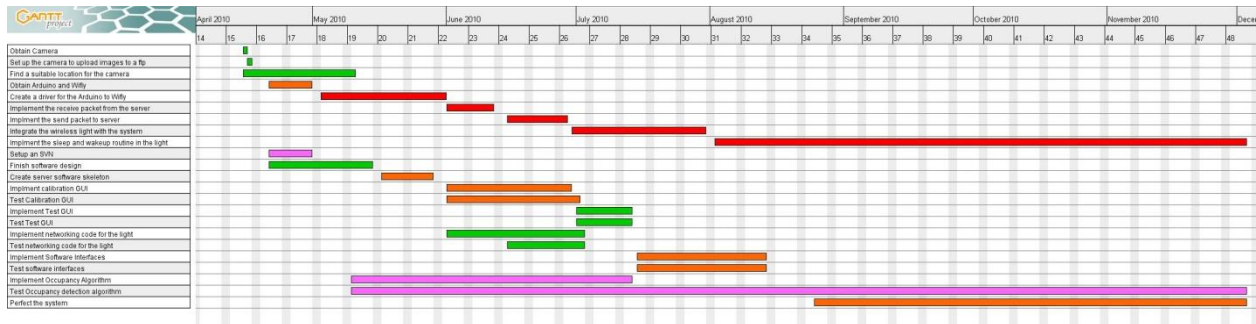 GANTT
project
April 2010 May 2010 June 2010 July 2010 August 2010 September 2010 October 2010 November 2010 Decem
14 15 16 17 18 19 20 21 22 23 24 25 26 27 28 29 30 31 32 33 34 35 36 37 38 39 40 41 42 43 44 45 46 47 48
Obtain Camera
Set up the camera to upload images to a ftp
Find a suitable location for the camera
Obtain Arduino and Wifly
Create a driver for the Arduino to Wifly
Implement the receive packet from the server
Implment the send packet to server
Integrate the wireless light with the system
Implment the sleep and wakeup routine in the light
Setup an SVN
Finish software design
Create server software skeleton
Implment calibration GUI
Test Calibration GUI
Implement Test GUI
Test Test GUI
Implement networking code for the light
Test networking code for the light
Implement Software Interfaces
Test software interfaces
Implement Occupancy Algorithm
Test Occupancy detection algorithm
Perfect the system